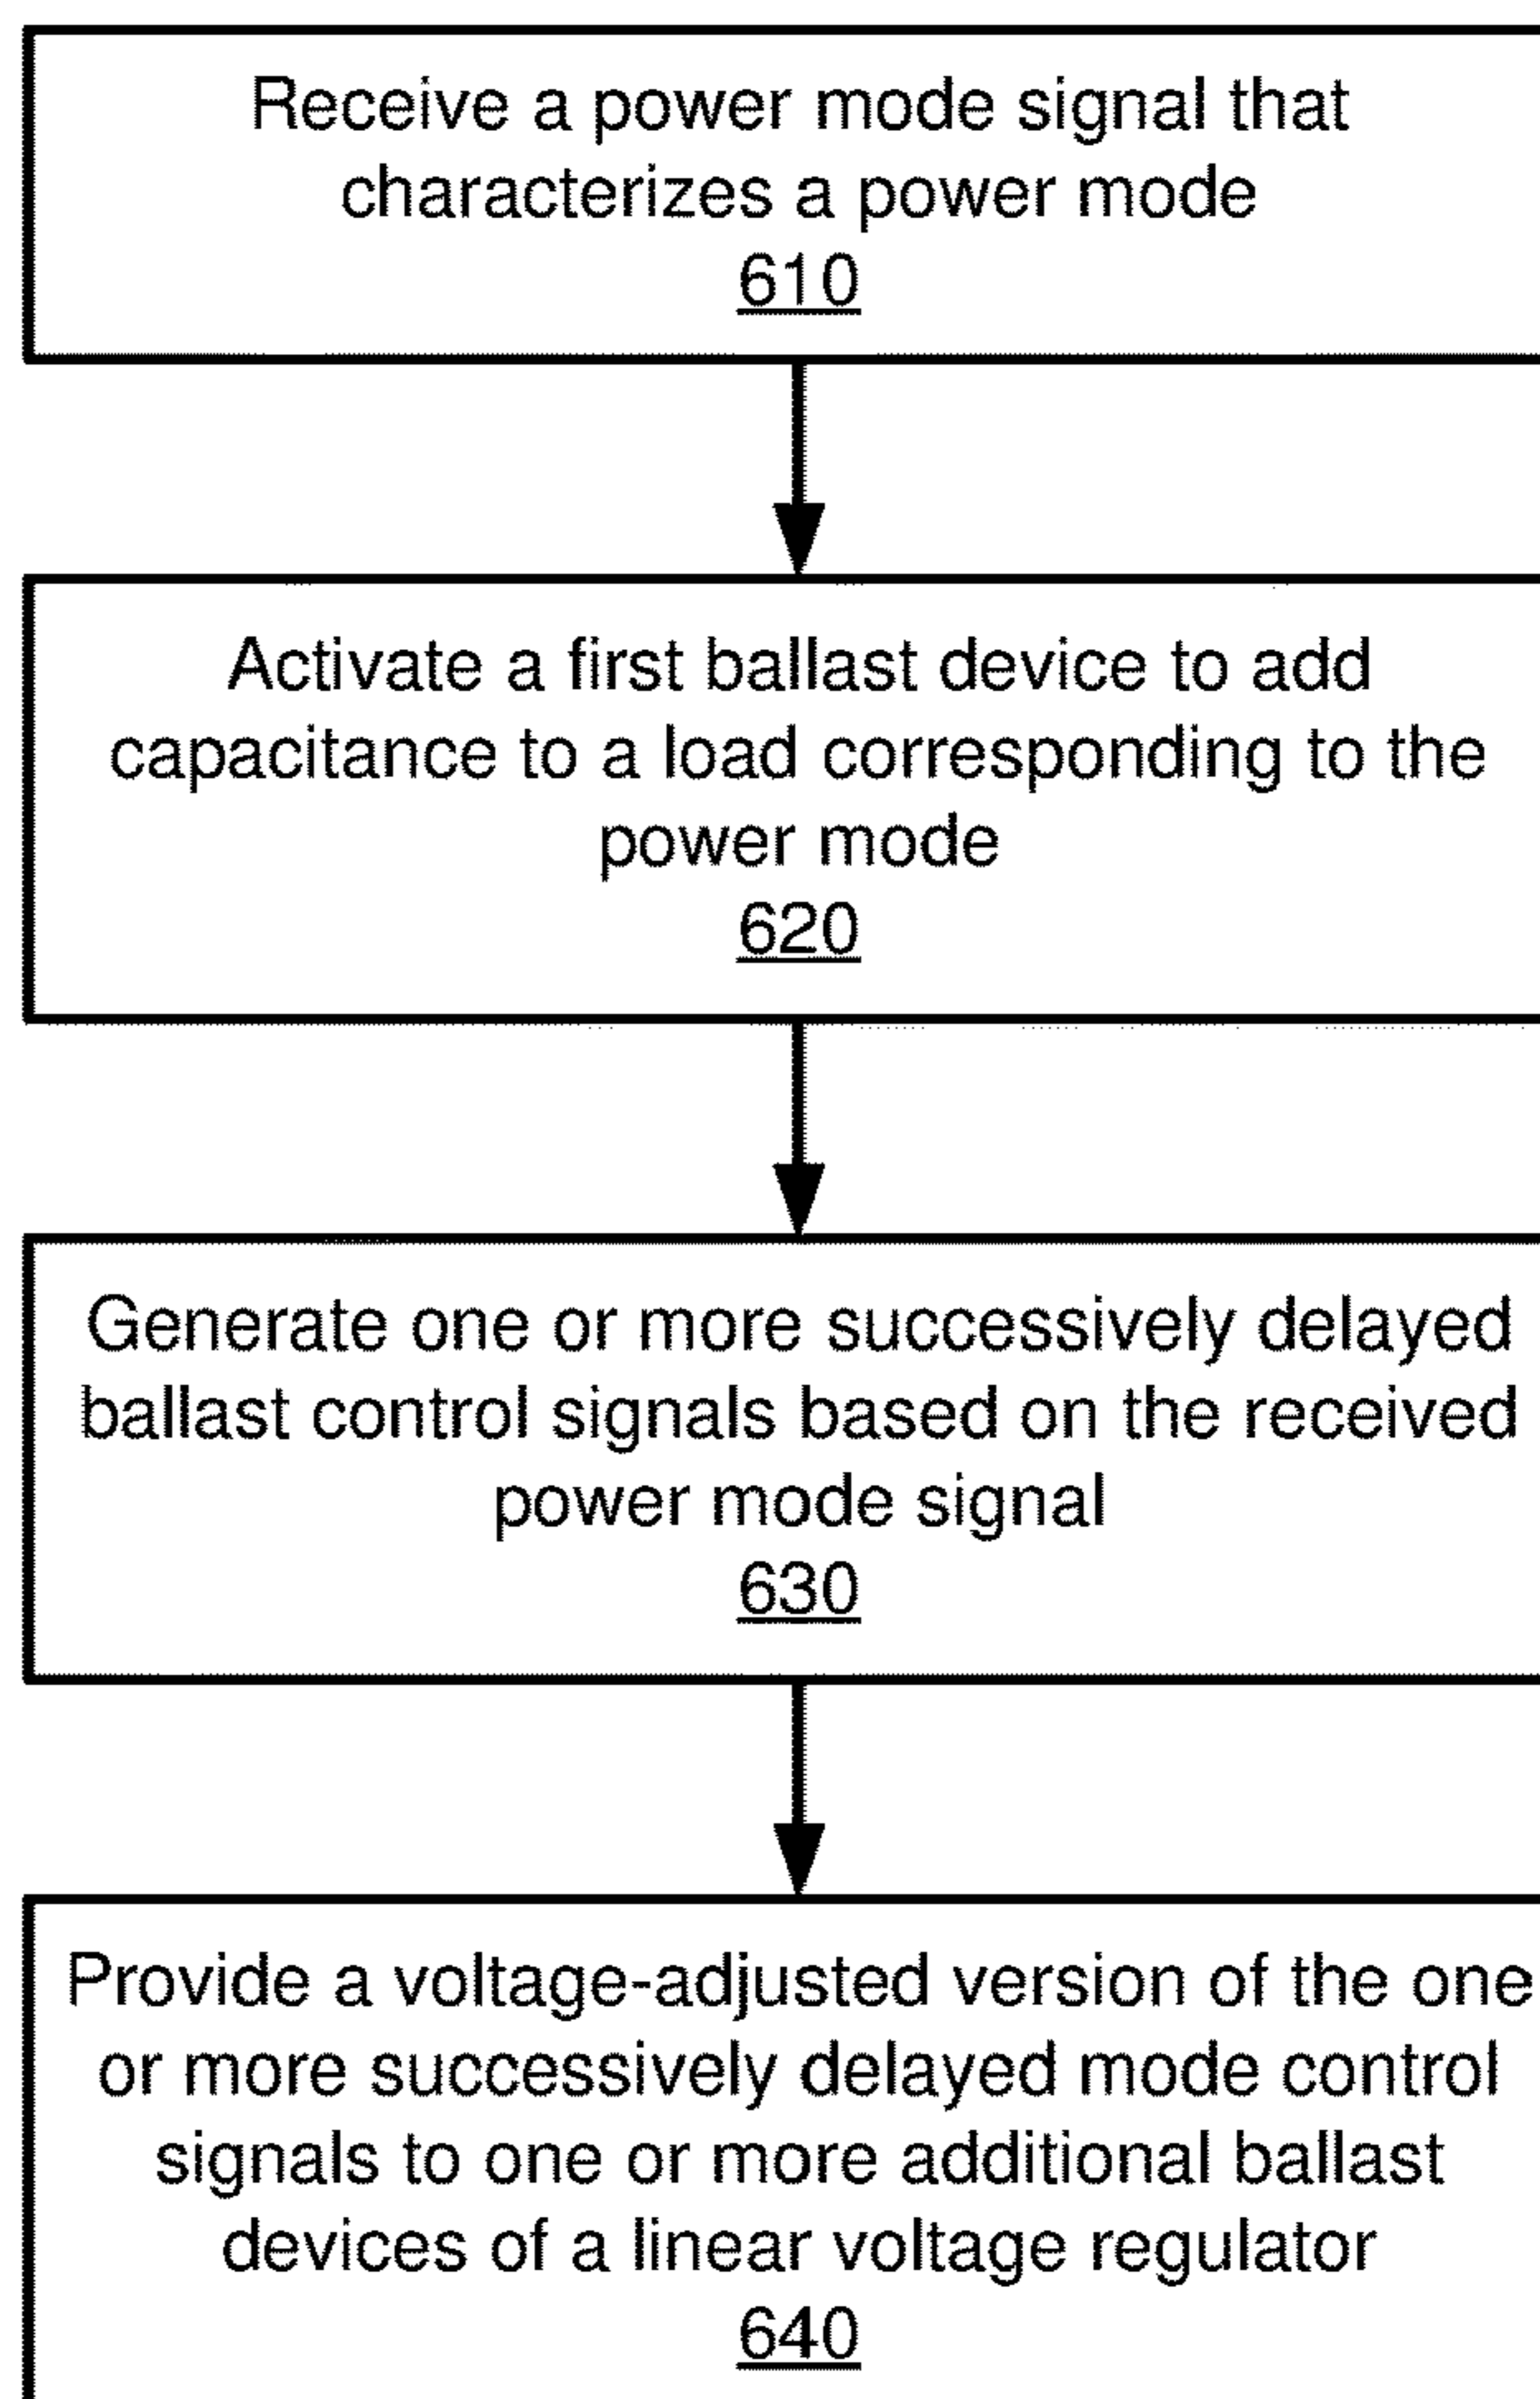 Receive a power mode signal that
characterizes a power mode
610
Activate a first ballast device to add
capacitance to a load corresponding to the
power mode
620
Generate one or more successively delayed
ballast control signals based on the received
power mode signal
630
Provide a voltage-adjusted version of the one
or more successively delayed mode control
signals to one or more additional ballast
devices of a linear voltage regulator
640